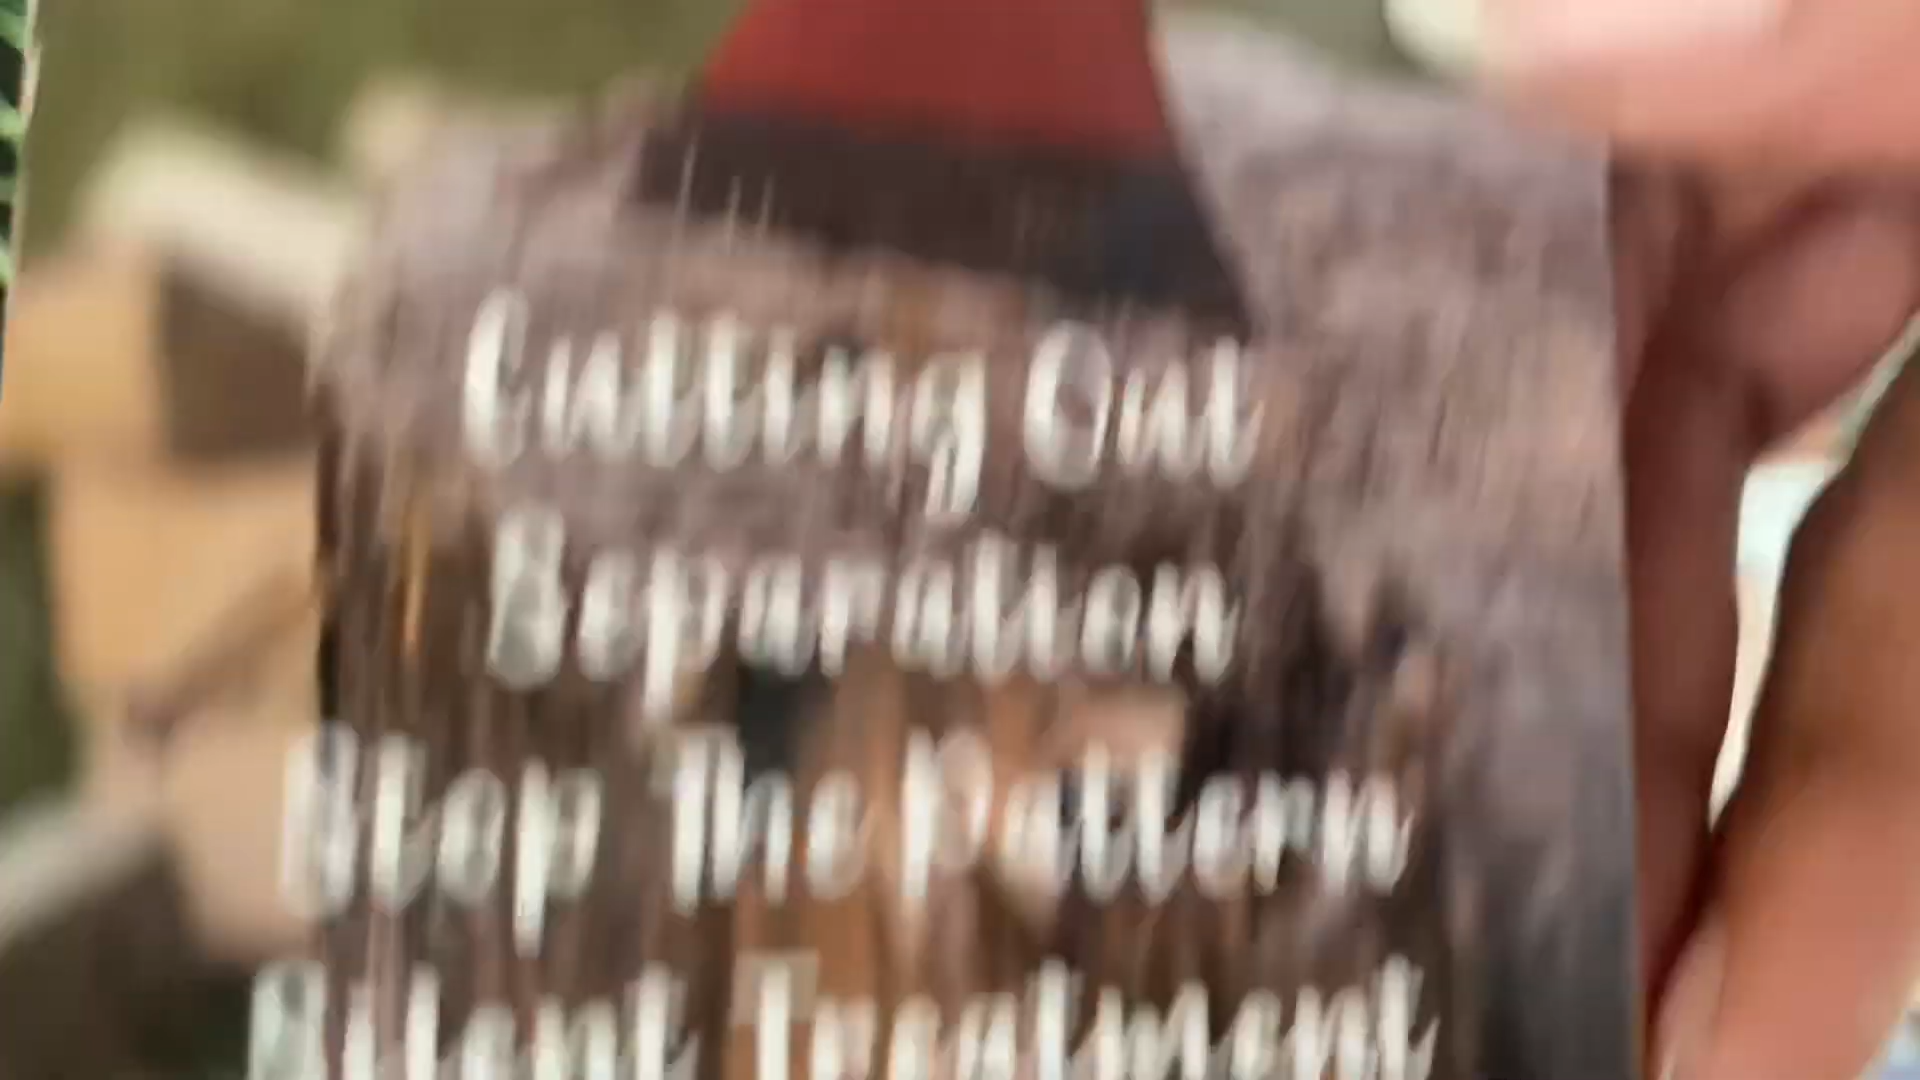 Cutting Out
Separation
Stop The Pattern
Silent Treatment